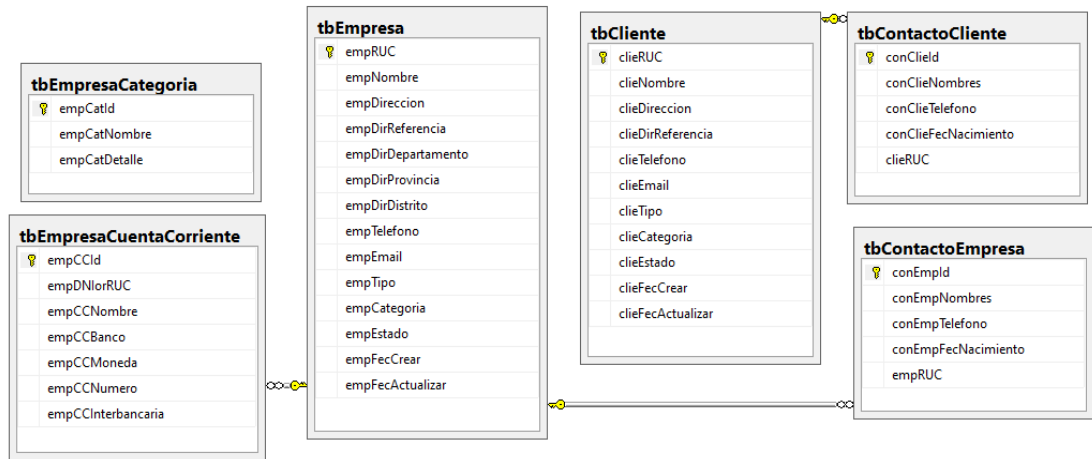 tbEmpresaCategoria
empCatId
empCatNombre
empCatDetalle
tbEmpresaCuentaCorriente
empCCId
empDNIorRUC
empCCNombre
empCCBanco
empCCMoneda
empCCNumero
empCCInterbancaria
tbEmpresa
empRUC
empNombre
empDireccion
empDirReferencia
empDirDepartamento
empDirProvincia
empDirDistrito
empTelefono
empEmail
empTipo
empCategoria
empEstado
empFecCrear
empFecActualizar
tbCliente
clieRUC
clieNombre
clieDireccion
clieDirReferencia
clieTelefono
clieEmail
clieTipo
clieCategoria
clieEstado
clieFecCrear
clieFecActualizar
tbContactoCliente
conClieId
conClieNombres
conClieTelefono
conClieFecNacimiento
clieRUC
tbContactoEmpresa
conEmpId
conEmpNombres
conEmpTelefono
conEmpFecNacimiento
empRUC